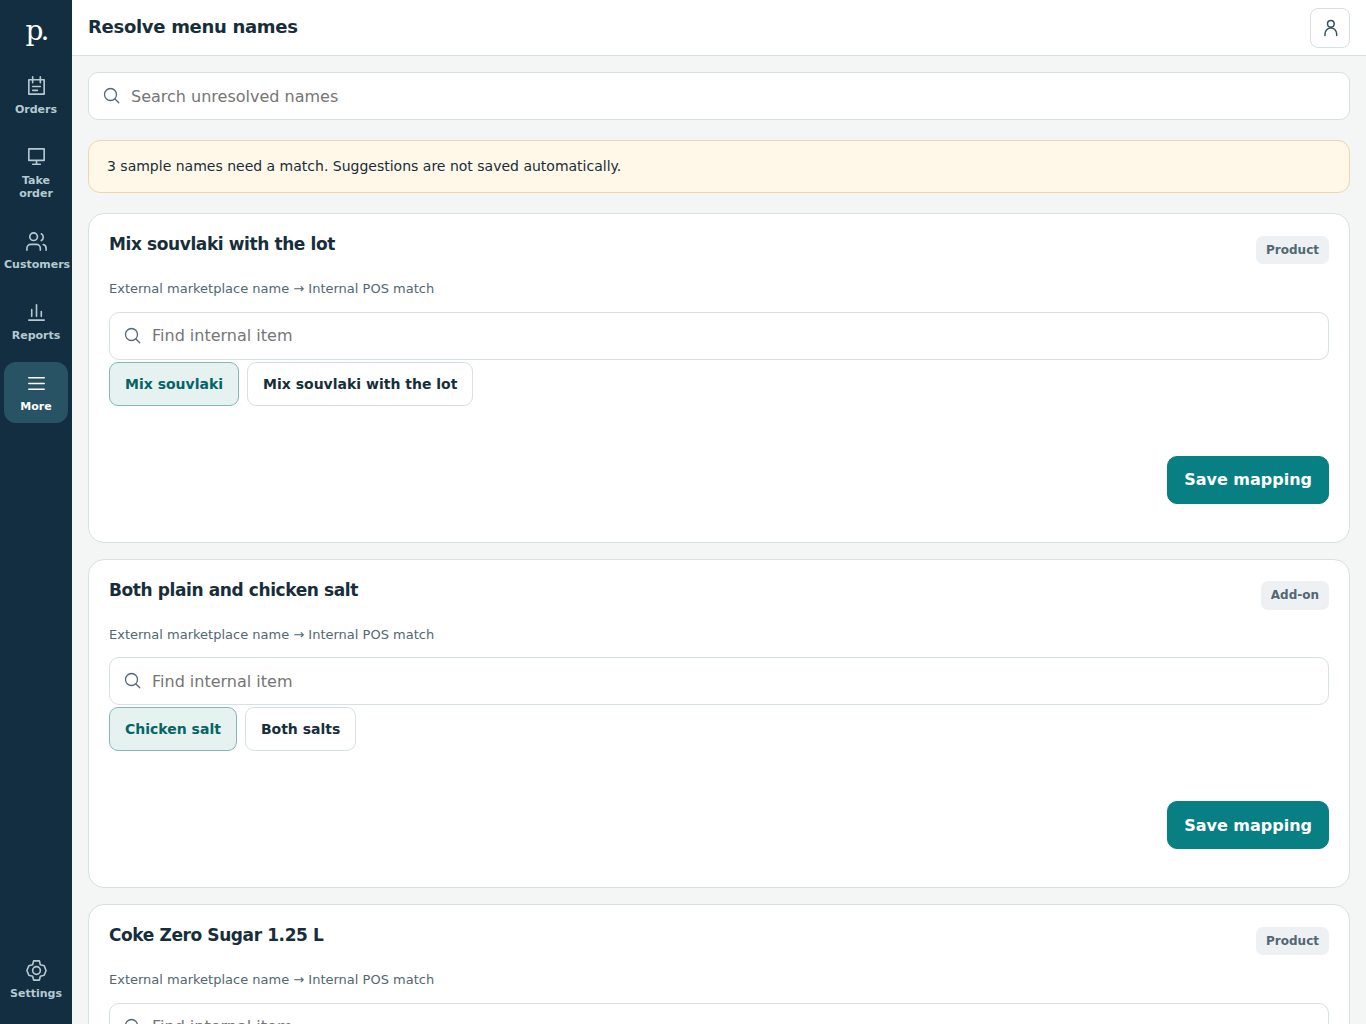 p.
Resolve menu names
Orders
Take
order
Customers
Reports
More
Settings
Search unresolved names
3 sample names need a match. Suggestions are not saved automatically.
Mix souvlaki with the lot
Product
External marketplace name → Internal POS match
Find internal item
Mix souvlaki
Mix souvlaki with the lot
Save mapping
Both plain and chicken salt
Add-on
External marketplace name → Internal POS match
Find internal item
Chicken salt
Both salts
Save mapping
Coke Zero Sugar 1.25 L
Product
External marketplace name → Internal POS match
Find internal item